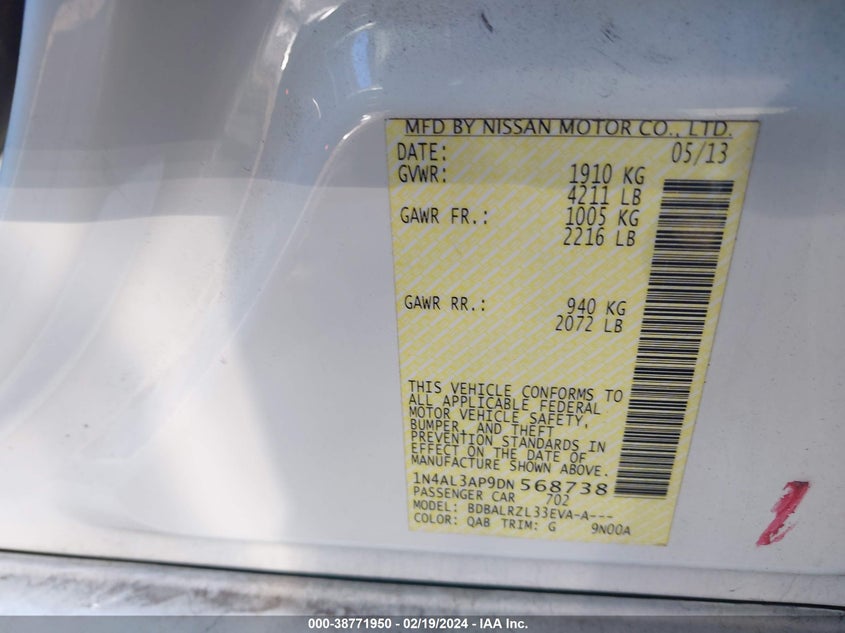 MFD BY NISSAN MOTOR CO., LTD.
DATE: 05/13
GVWR: 1910 KG
4211 LB
GAWR FR.: 1005 KG
2216 LB
GAWR RR.: 940 KG
2072 LB
THIS VEHICLE CONFORMS TO
ALL APPLICABLE FEDERAL
MOTOR VEHICLE SAFETY,
BUMPER, AND THEFT
PREVENTION STANDARDS IN
EFFECT ON THE DATE OF
MANUFACTURE SHOWN ABOVE.
1N4AL3AP9DN 568738
PASSENGER CAR 702
MODEL: BDBALRZL33EVA-A---
COLOR: QAB TRIM: G 9N00A
000-38771950 - 02/19/2024 - IAA Inc.